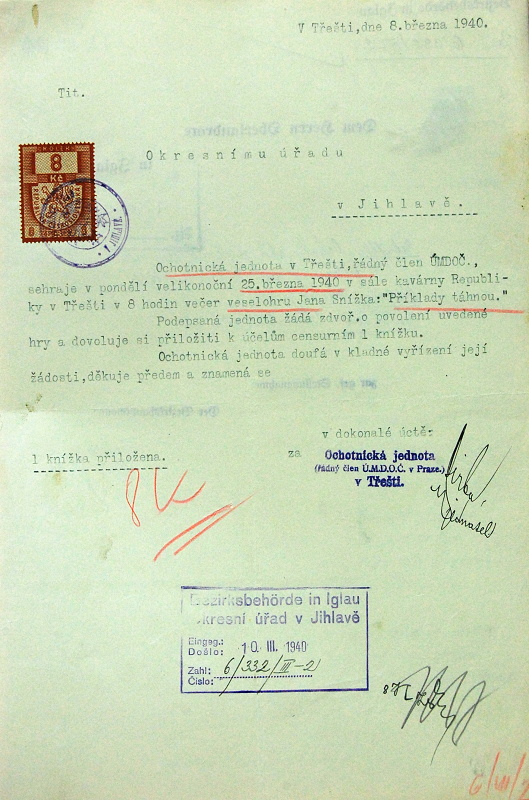 V Třešti, dne 8.března 1940.
Tit.
Okresnímu úřadu
v Jihlavě.
KOLEK
8
Kč
Ochotnická jednota v Třešti, řádný člen ÚMDOČ.,
sehraje v pondělí velikonoční 25.března 1940 v sále kavárny Republi-
ky v Třešti v 8 hodin večer veselohru Jana Snížka:"Příklady táhnou."
Podepsaná jednota žádá zdvoř.o povolení uvedené
hry a dovoluje si přiložiti k účelům censurním 1 knížku.
Ochotnická jednota doufá v kladné vyřízení její
žádosti,děkuje předem a znamená se
v dokonalé úctě:
1 knížka přiložena.
za
Ochotnická jednota
(řádný člen Ú.M.D.O.Č. v Praze.)
v Třešti.
jednatel
8 K
Bezirksbehörde in Iglau
Okresní úřad v Jihlavě
Eingeg.:
Došlo: 10. III. 1940
Zahl: 6/332/III-2
Číslo: